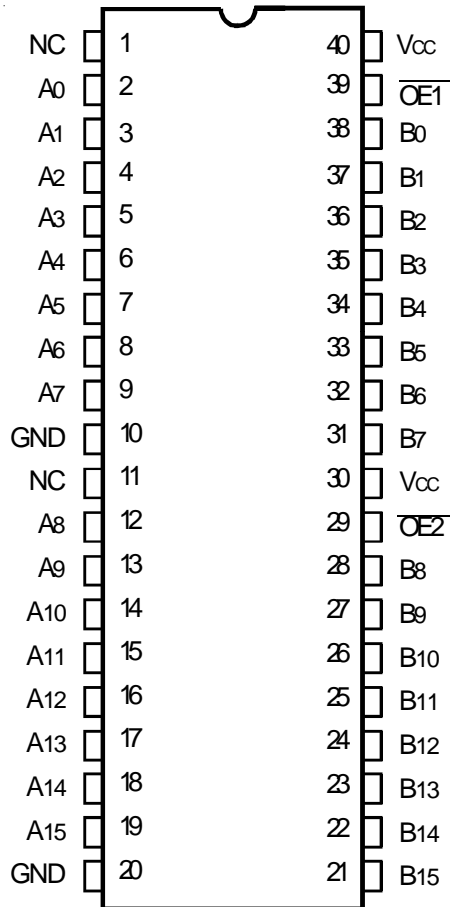 NC 1 40 Vcc
A0 2 39 OE1
A1 3 38 B0
A2 4 37 B1
A3 5 36 B2
A4 6 35 B3
A5 7 34 B4
A6 8 33 B5
A7 9 32 B6
GND 10 31 B7
NC 11 30 Vcc
A8 12 29 OE2
A9 13 28 B8
A10 14 27 B9
A11 15 26 B10
A12 16 25 B11
A13 17 24 B12
A14 18 23 B13
A15 19 22 B14
GND 20 21 B15